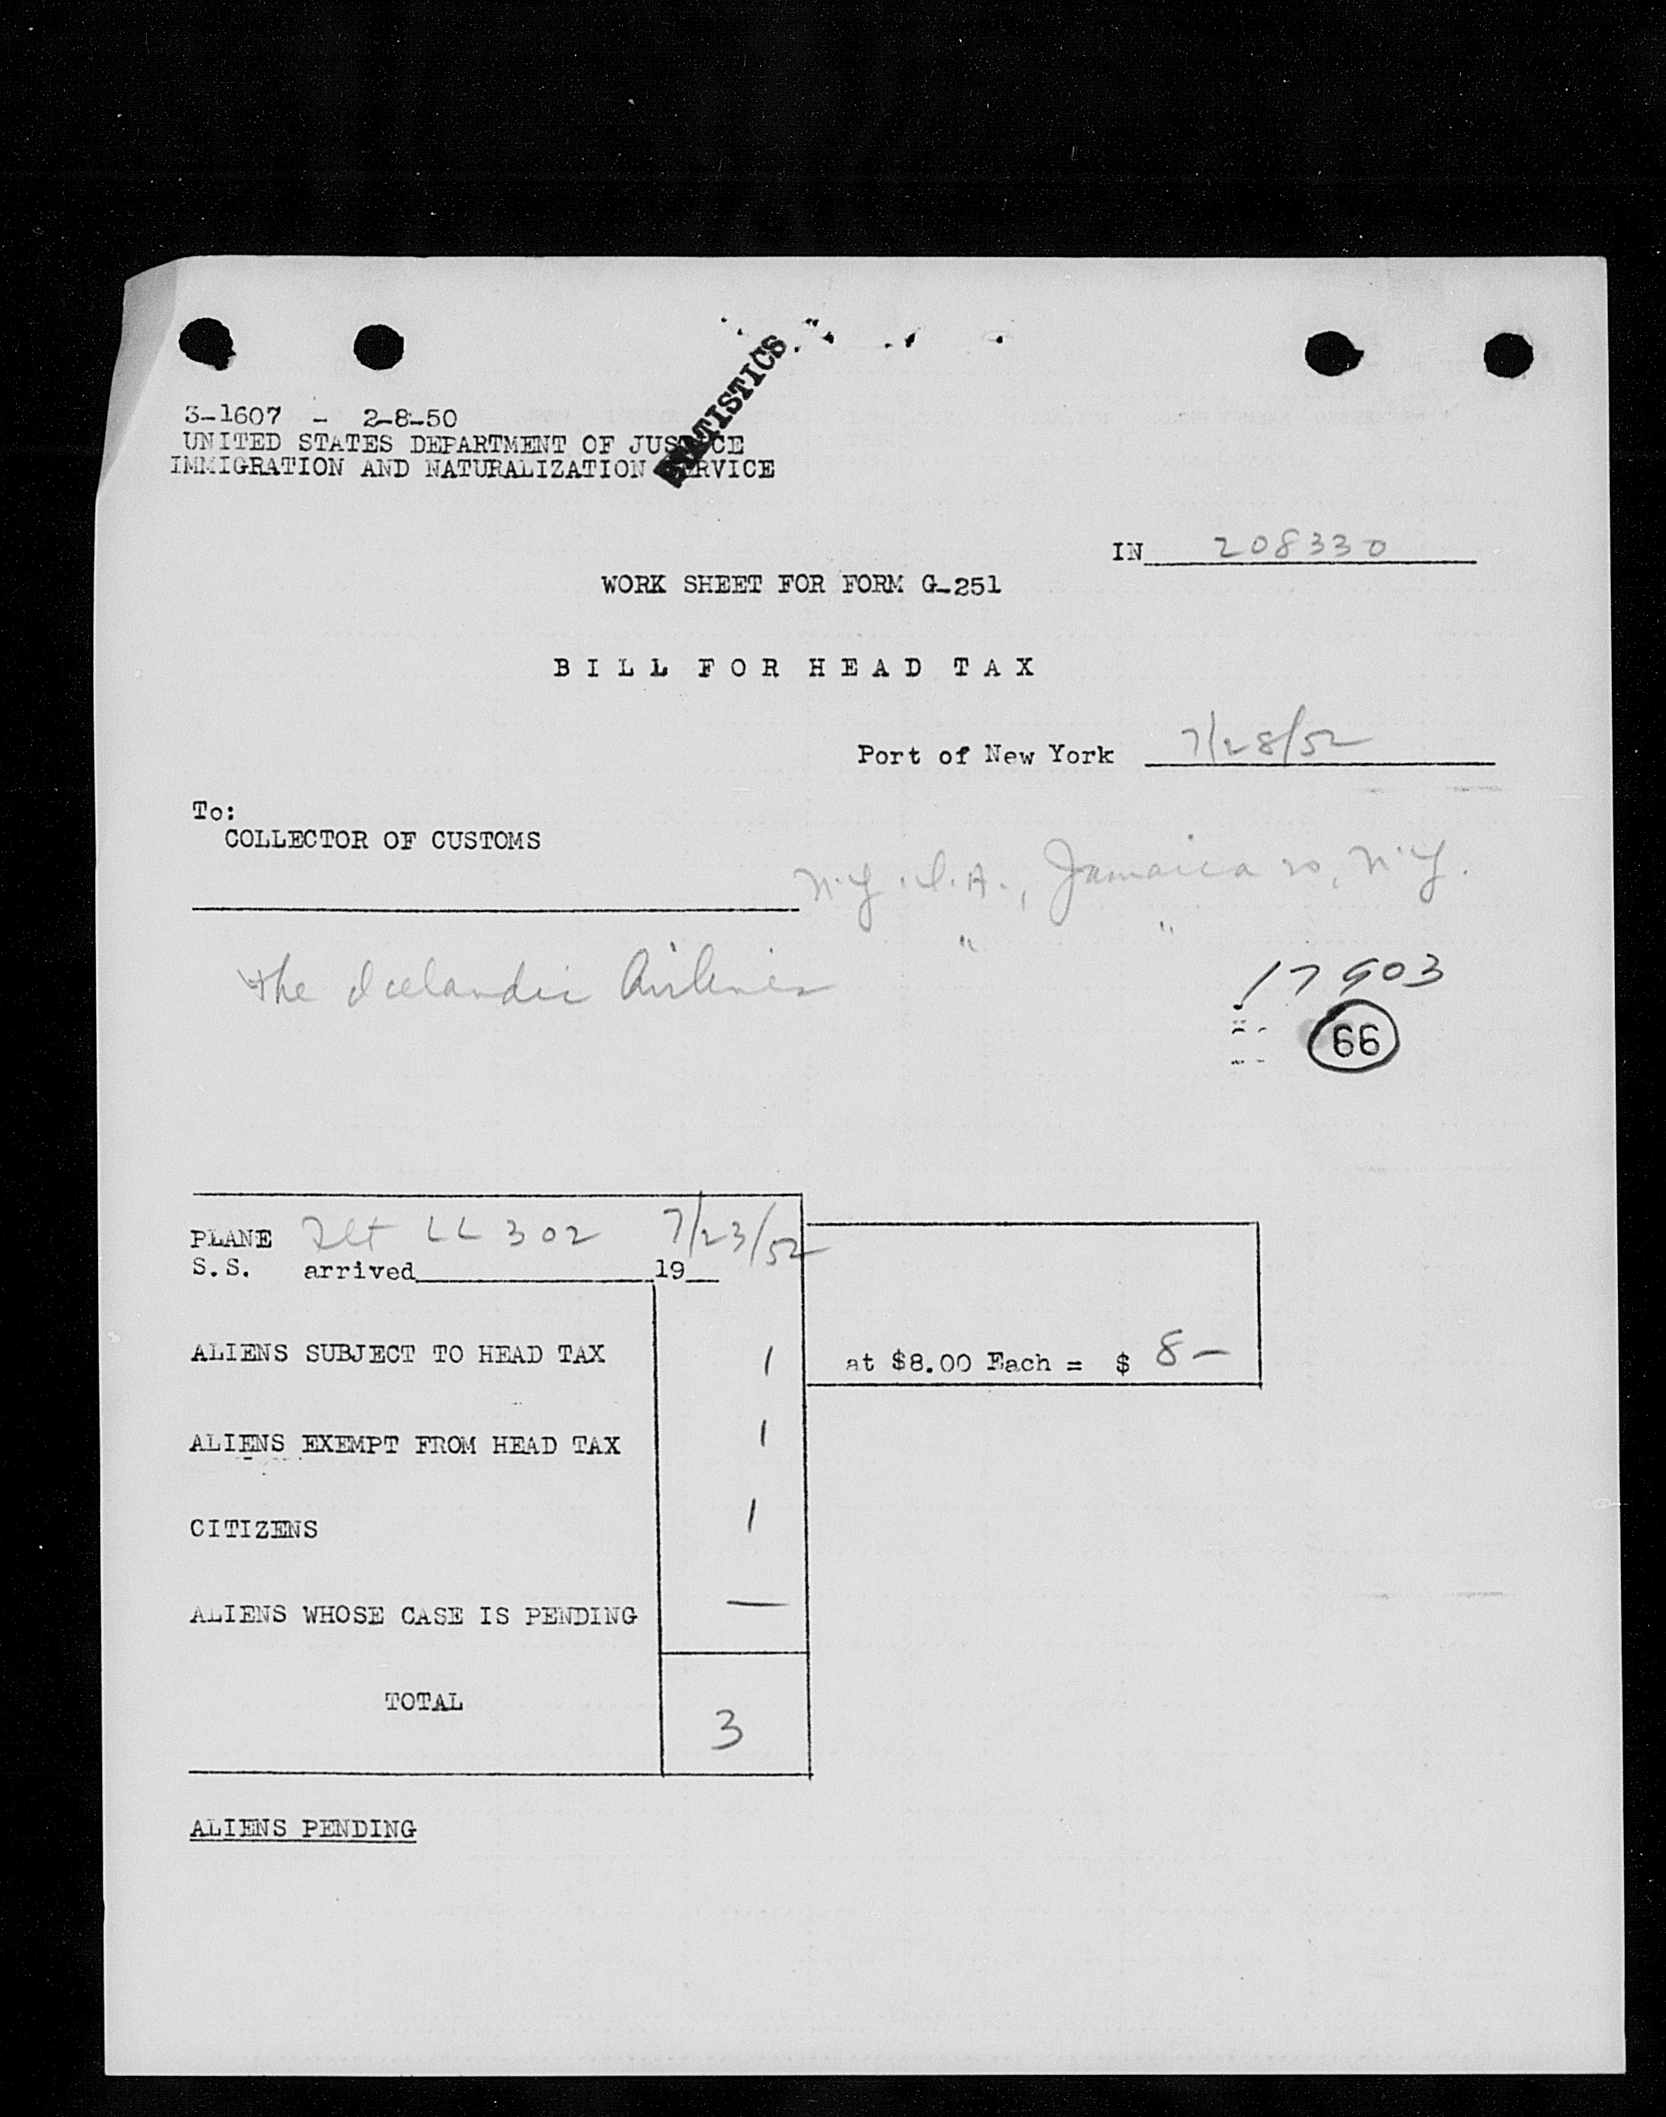 STATISTICS
3-1607 - 2-8-50
UNITED STATES DEPARTMENT OF JUSTICE
IMMIGRATION AND NATURALIZATION SERVICE
IN 208330
WORK SHEET FOR FORM G-251
BILL FOR HEAD TAX
Port of New York 7/28/52
To:
COLLECTOR OF CUSTOMS
N.Y.I.A., Jamaica 20, N.Y.
" "
The Icelandic Airlines
17903
66
PLANE Flt LL 302 7/23/52
S.S. arrived 19
ALIENS SUBJECT TO HEAD TAX 1 at $8.00 Each = $ 8 —
ALIENS EXEMPT FROM HEAD TAX 1
CITIZENS 1
ALIENS WHOSE CASE IS PENDING —
TOTAL 3
ALIENS PENDING